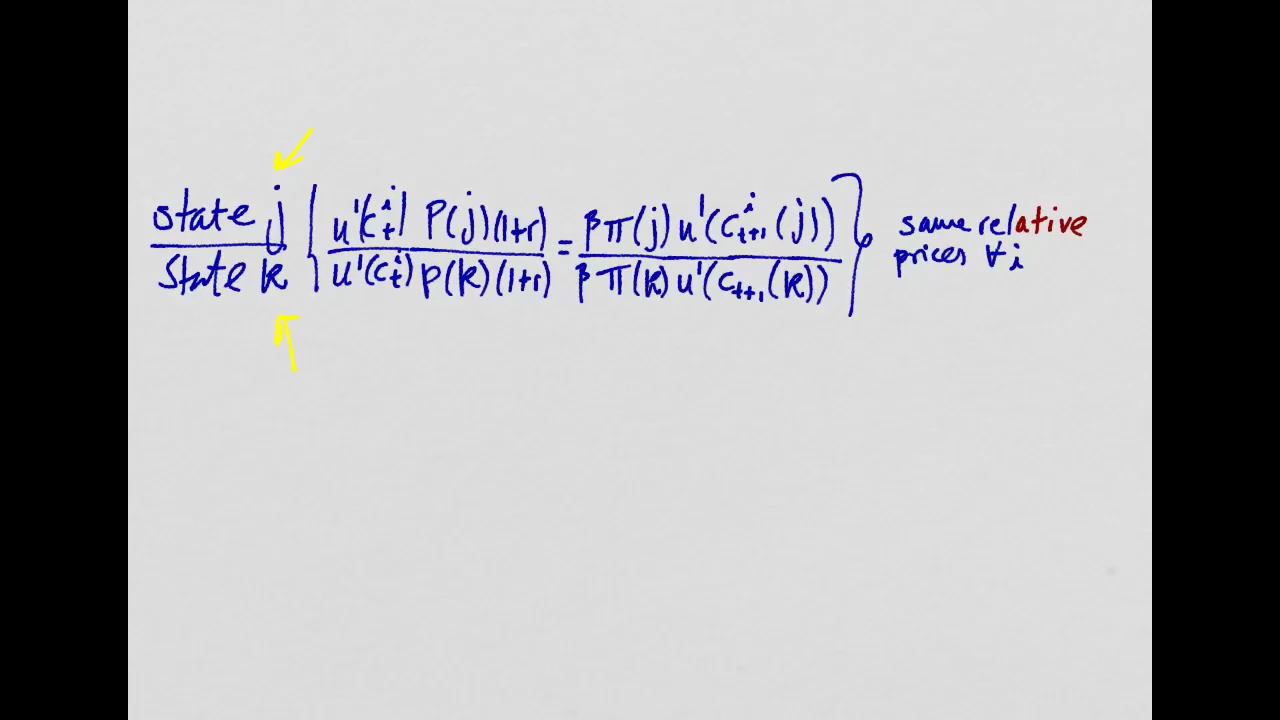 state j { u'(c_t^i) P(j)(1+r) = βπ(j) u'(c_{t+1}^i(j)) } same relative
state k { u'(c_t^i) p(k)(1+r) βπ(k) u'(c_{t+1}(k)) } prices ∀i